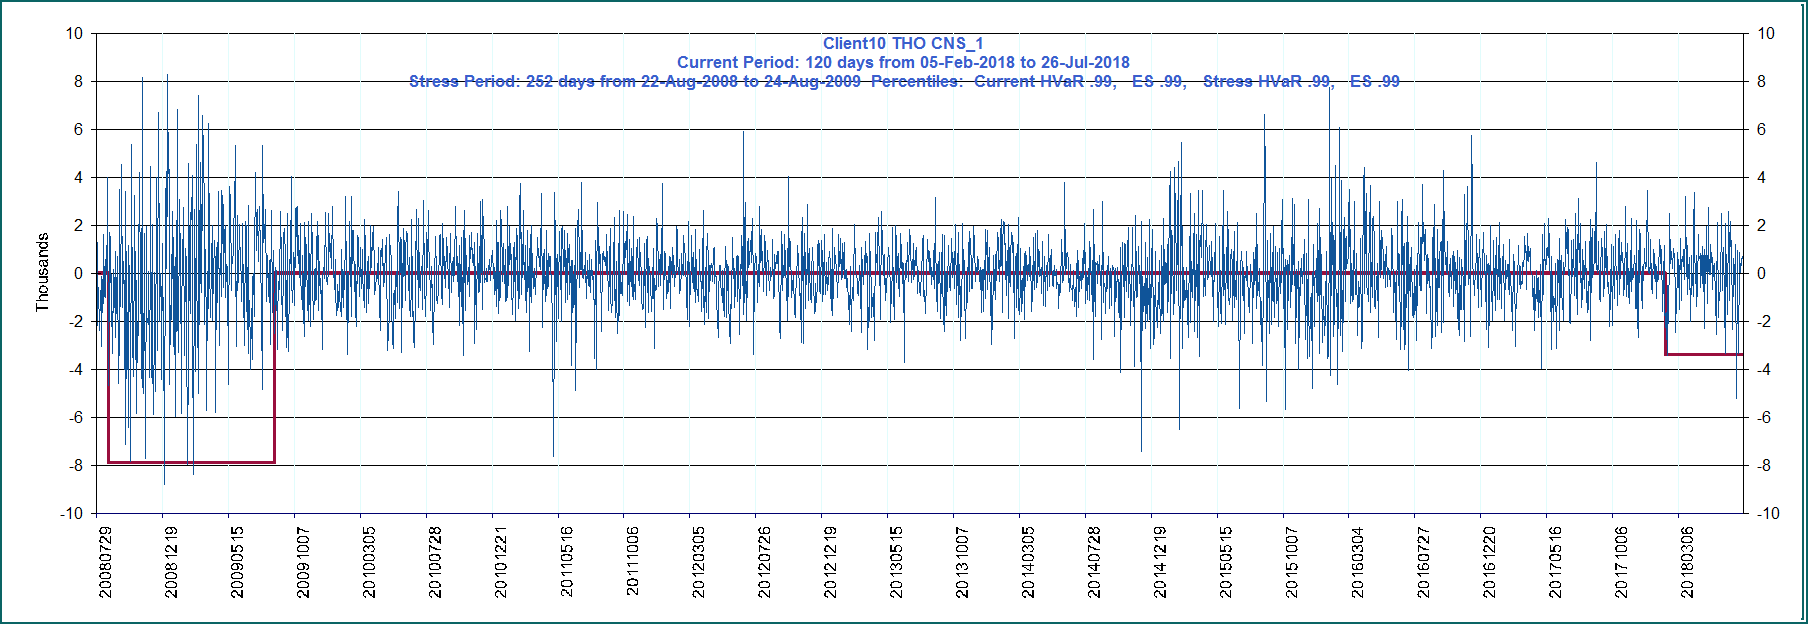 Client10 THO CNS_1
Current Period: 120 days from 05-Feb-2018 to 26-Jul-2018
Stress Period: 252 days from 22-Aug-2008 to 24-Aug-2009 Percentiles: Current HVaR .99, ES .99, Stress HVaR .99, ES .99
10 10
8 8
6 6
4 4
2 2
0 0
-2 -2
-4 -4
-6 -6
-8 -8
-10 -10
Thousands
20080729 20081219 20090515 20091007 20100305 20100728 20101221 20110516 20111006 20120305 20120726 20121219 20130515 20131007 20140305 20140728 20141219 20150515 20151007 20160304 20160727 20161220 20170516 20171006 20180306